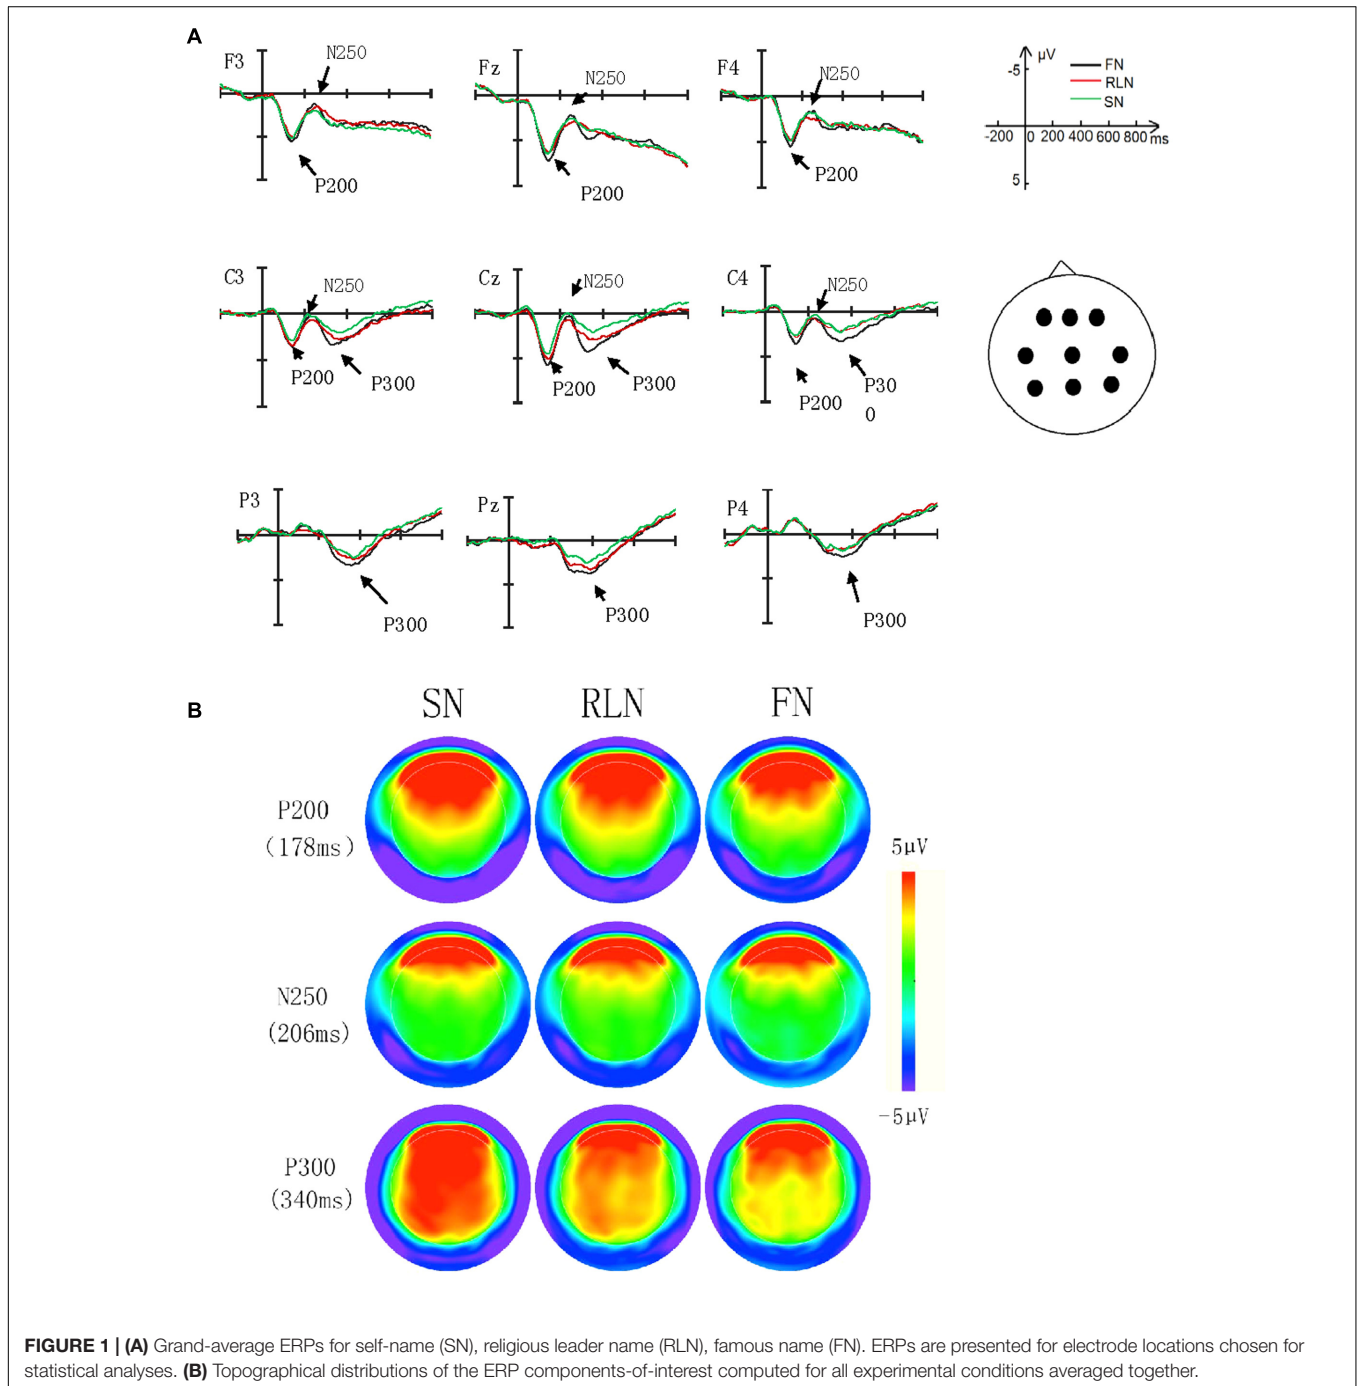 A
F3
N250
P200
Fz
N250
P200
F4
N250
P200
μV
-5
FN
RLN
SN
-200 0 200 400 600 800 ms
5
C3
N250
P200
P300
Cz
N250
P200
P300
C4
N250
P200
P30
0
P3
P300
Pz
P300
P4
P300
B
SN RLN FN
P200
(178ms)
5μV
N250
(206ms)
-5μV
P300
(340ms)
FIGURE 1 | (A) Grand-average ERPs for self-name (SN), religious leader name (RLN), famous name (FN). ERPs are presented for electrode locations chosen for
statistical analyses. (B) Topographical distributions of the ERP components-of-interest computed for all experimental conditions averaged together.